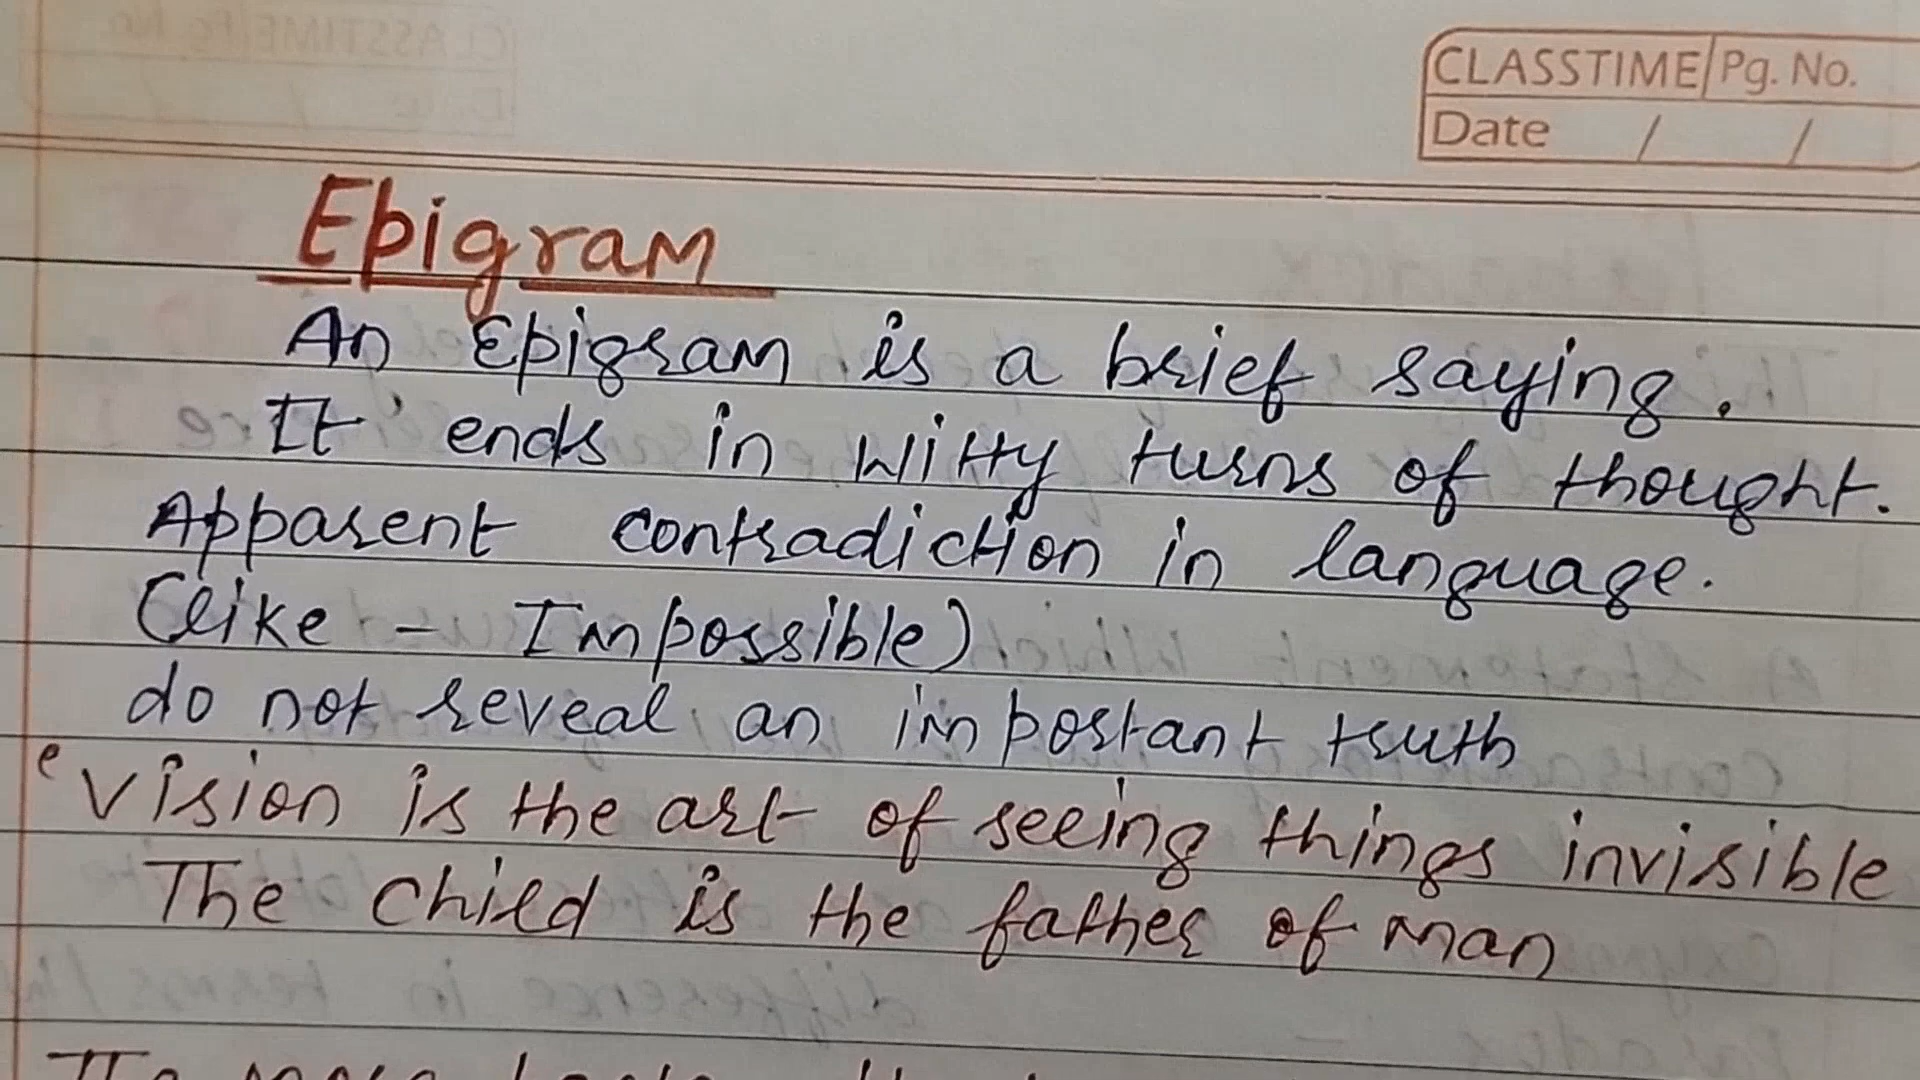 CLASSTIME Pg. No.
Date / /
Epigram
An Epigram is a brief saying.
It ends in witty turns of thought.
Apparent contradiction in language.
(like - Impossible)
do not reveal an important truth
e Vision is the art of seeing things invisible
The child is the father of man